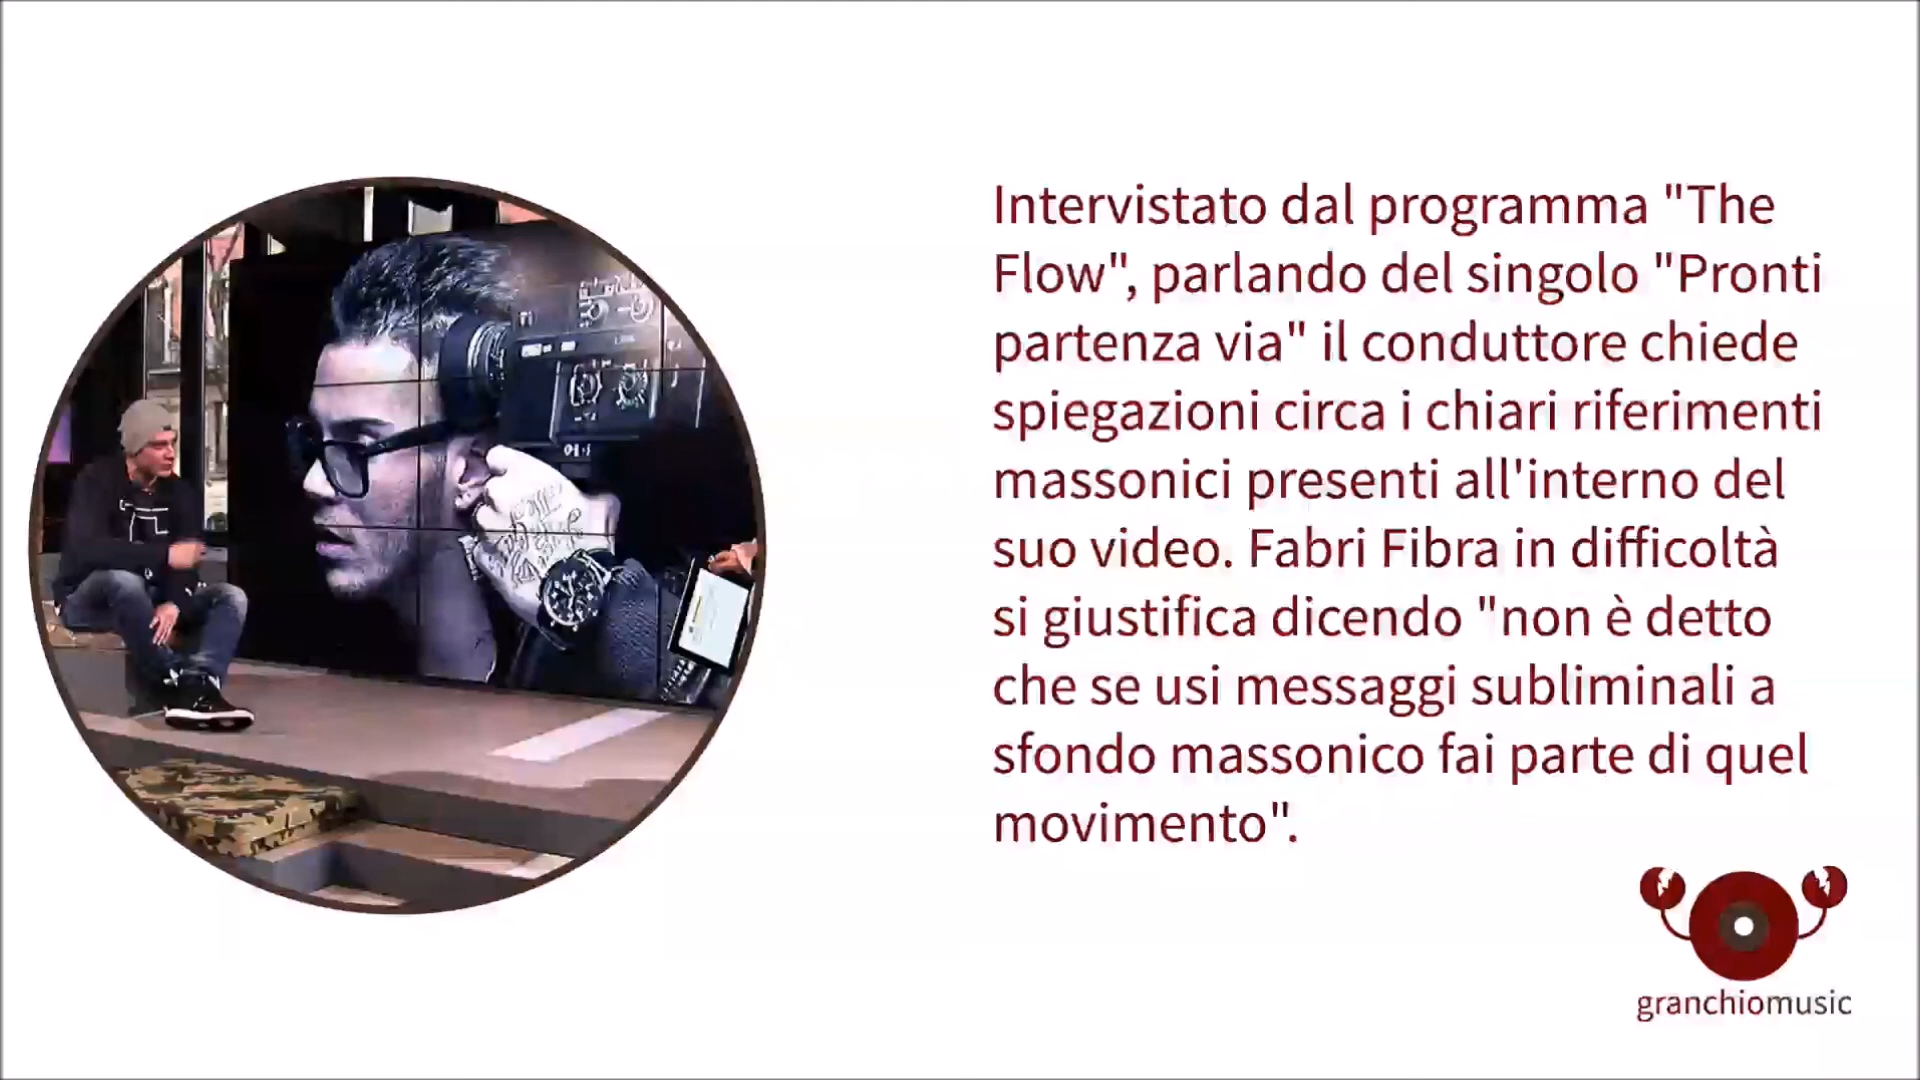 Intervistato dal programma "The
Flow", parlando del singolo "Pronti
partenza via" il conduttore chiede
spiegazioni circa i chiari riferimenti
massonici presenti all'interno del
suo video. Fabri Fibra in difficoltà
si giustifica dicendo "non è detto
che se usi messaggi subliminali a
sfondo massonico fai parte di quel
movimento".
granchiomusic